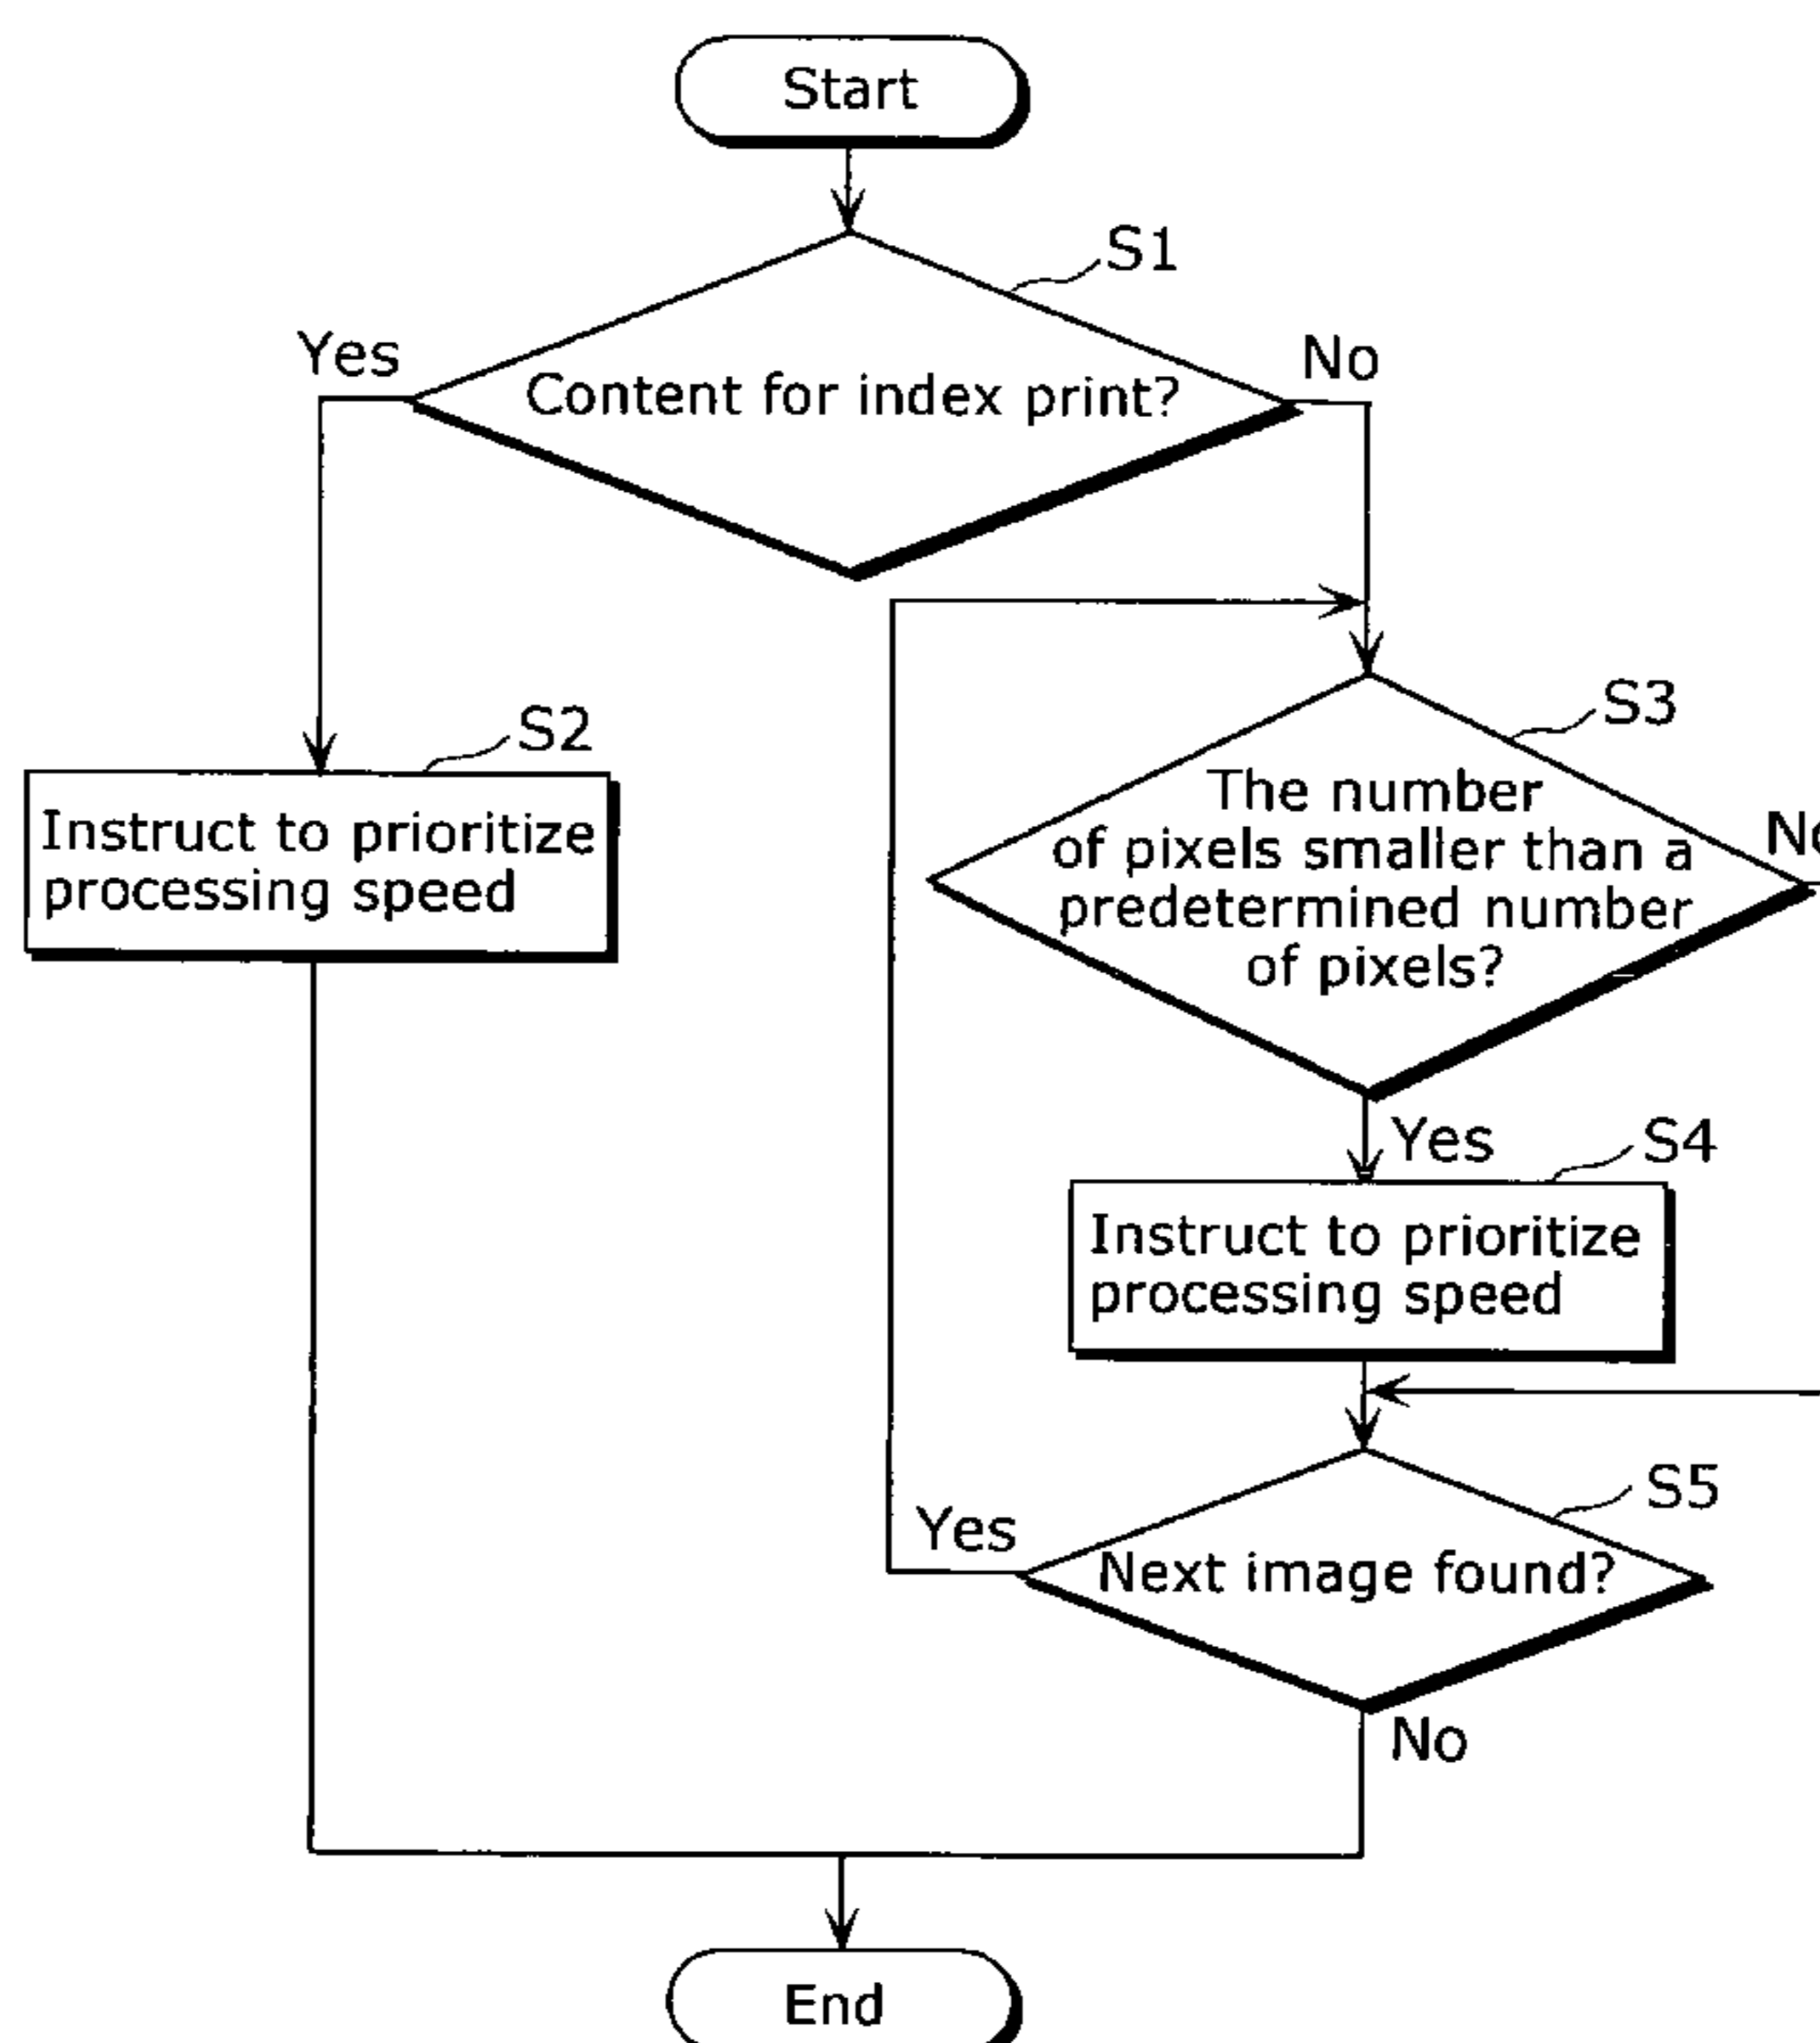 Start
S1
Yes
No
Content for index print?
S2
Instruct to prioritize
processing speed
S3
The number
of pixels smaller than a
predetermined number
of pixels?
Yes
S4
Instruct to prioritize
processing speed
S5
Yes
Next image found?
No
End